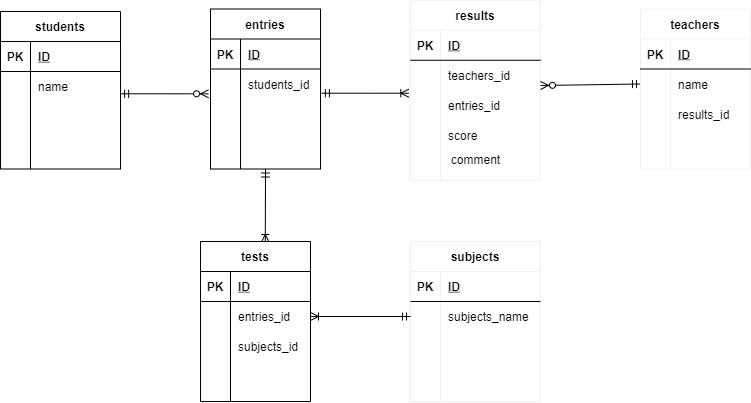 students
PK ID
name
entries
PK ID
students_id
results
PK ID
teachers_id
entries_id
score
comment
teachers
PK ID
name
results_id
tests
PK ID
entries_id
subjects_id
subjects
PK ID
subjects_name